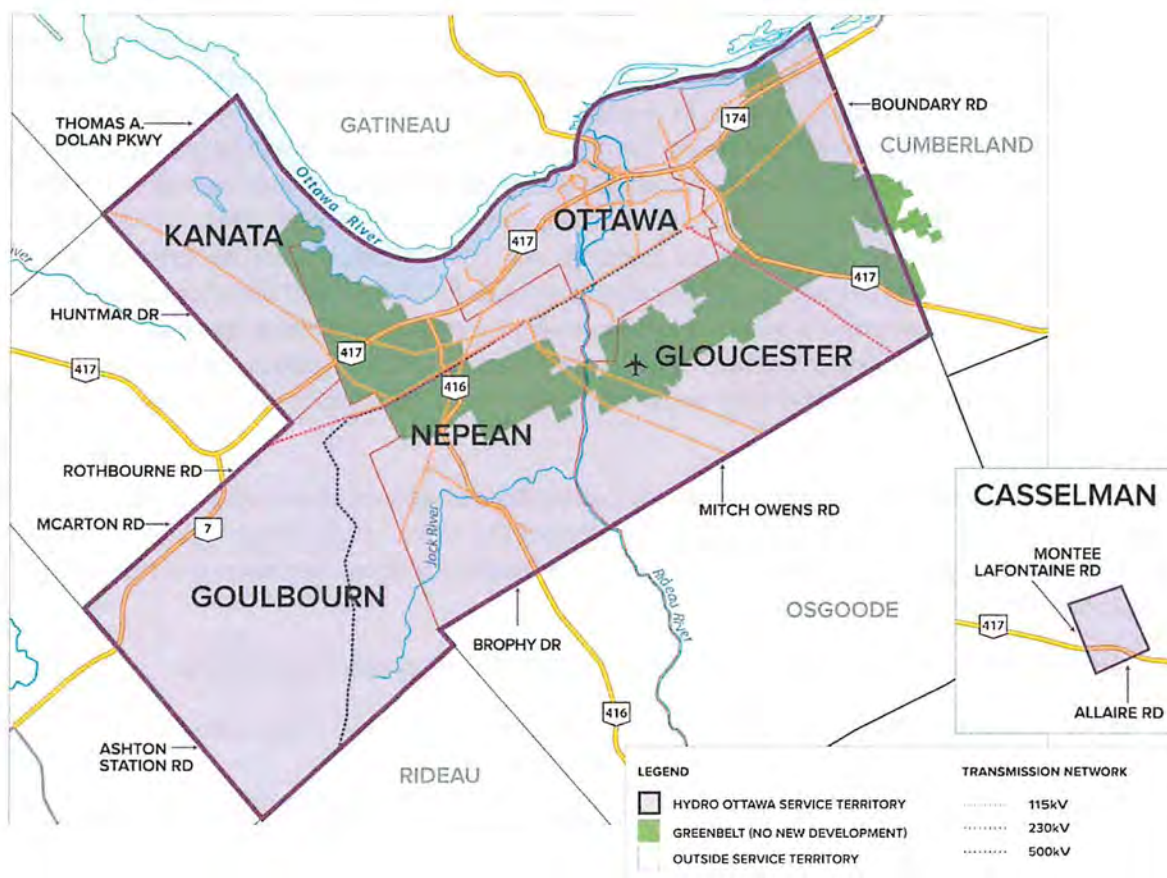 THOMAS A.
DOLAN PKWY
GATINEAU
BOUNDARY RD
174
CUMBERLAND
Ottawa River
KANATA
OTTAWA
417
417
HUNTMAR DR
417
417
416
GLOUCESTER
NEPEAN
ROTHBOURNE RD
MITCH OWENS RD
MCARTON RD
7
Jock River
GOULBOURN
Rideas River
OSGOODE
BROPHY DR
416
ASHTON
STATION RD
RIDEAU
CASSELMAN
MONTEE
LAFONTAINE RD
417
ALLAIRE RD
LEGEND
HYDRO OTTAWA SERVICE TERRITORY
GREENBELT (NO NEW DEVELOPMENT)
OUTSIDE SERVICE TERRITORY
TRANSMISSION NETWORK
115kV
230kV
500kV